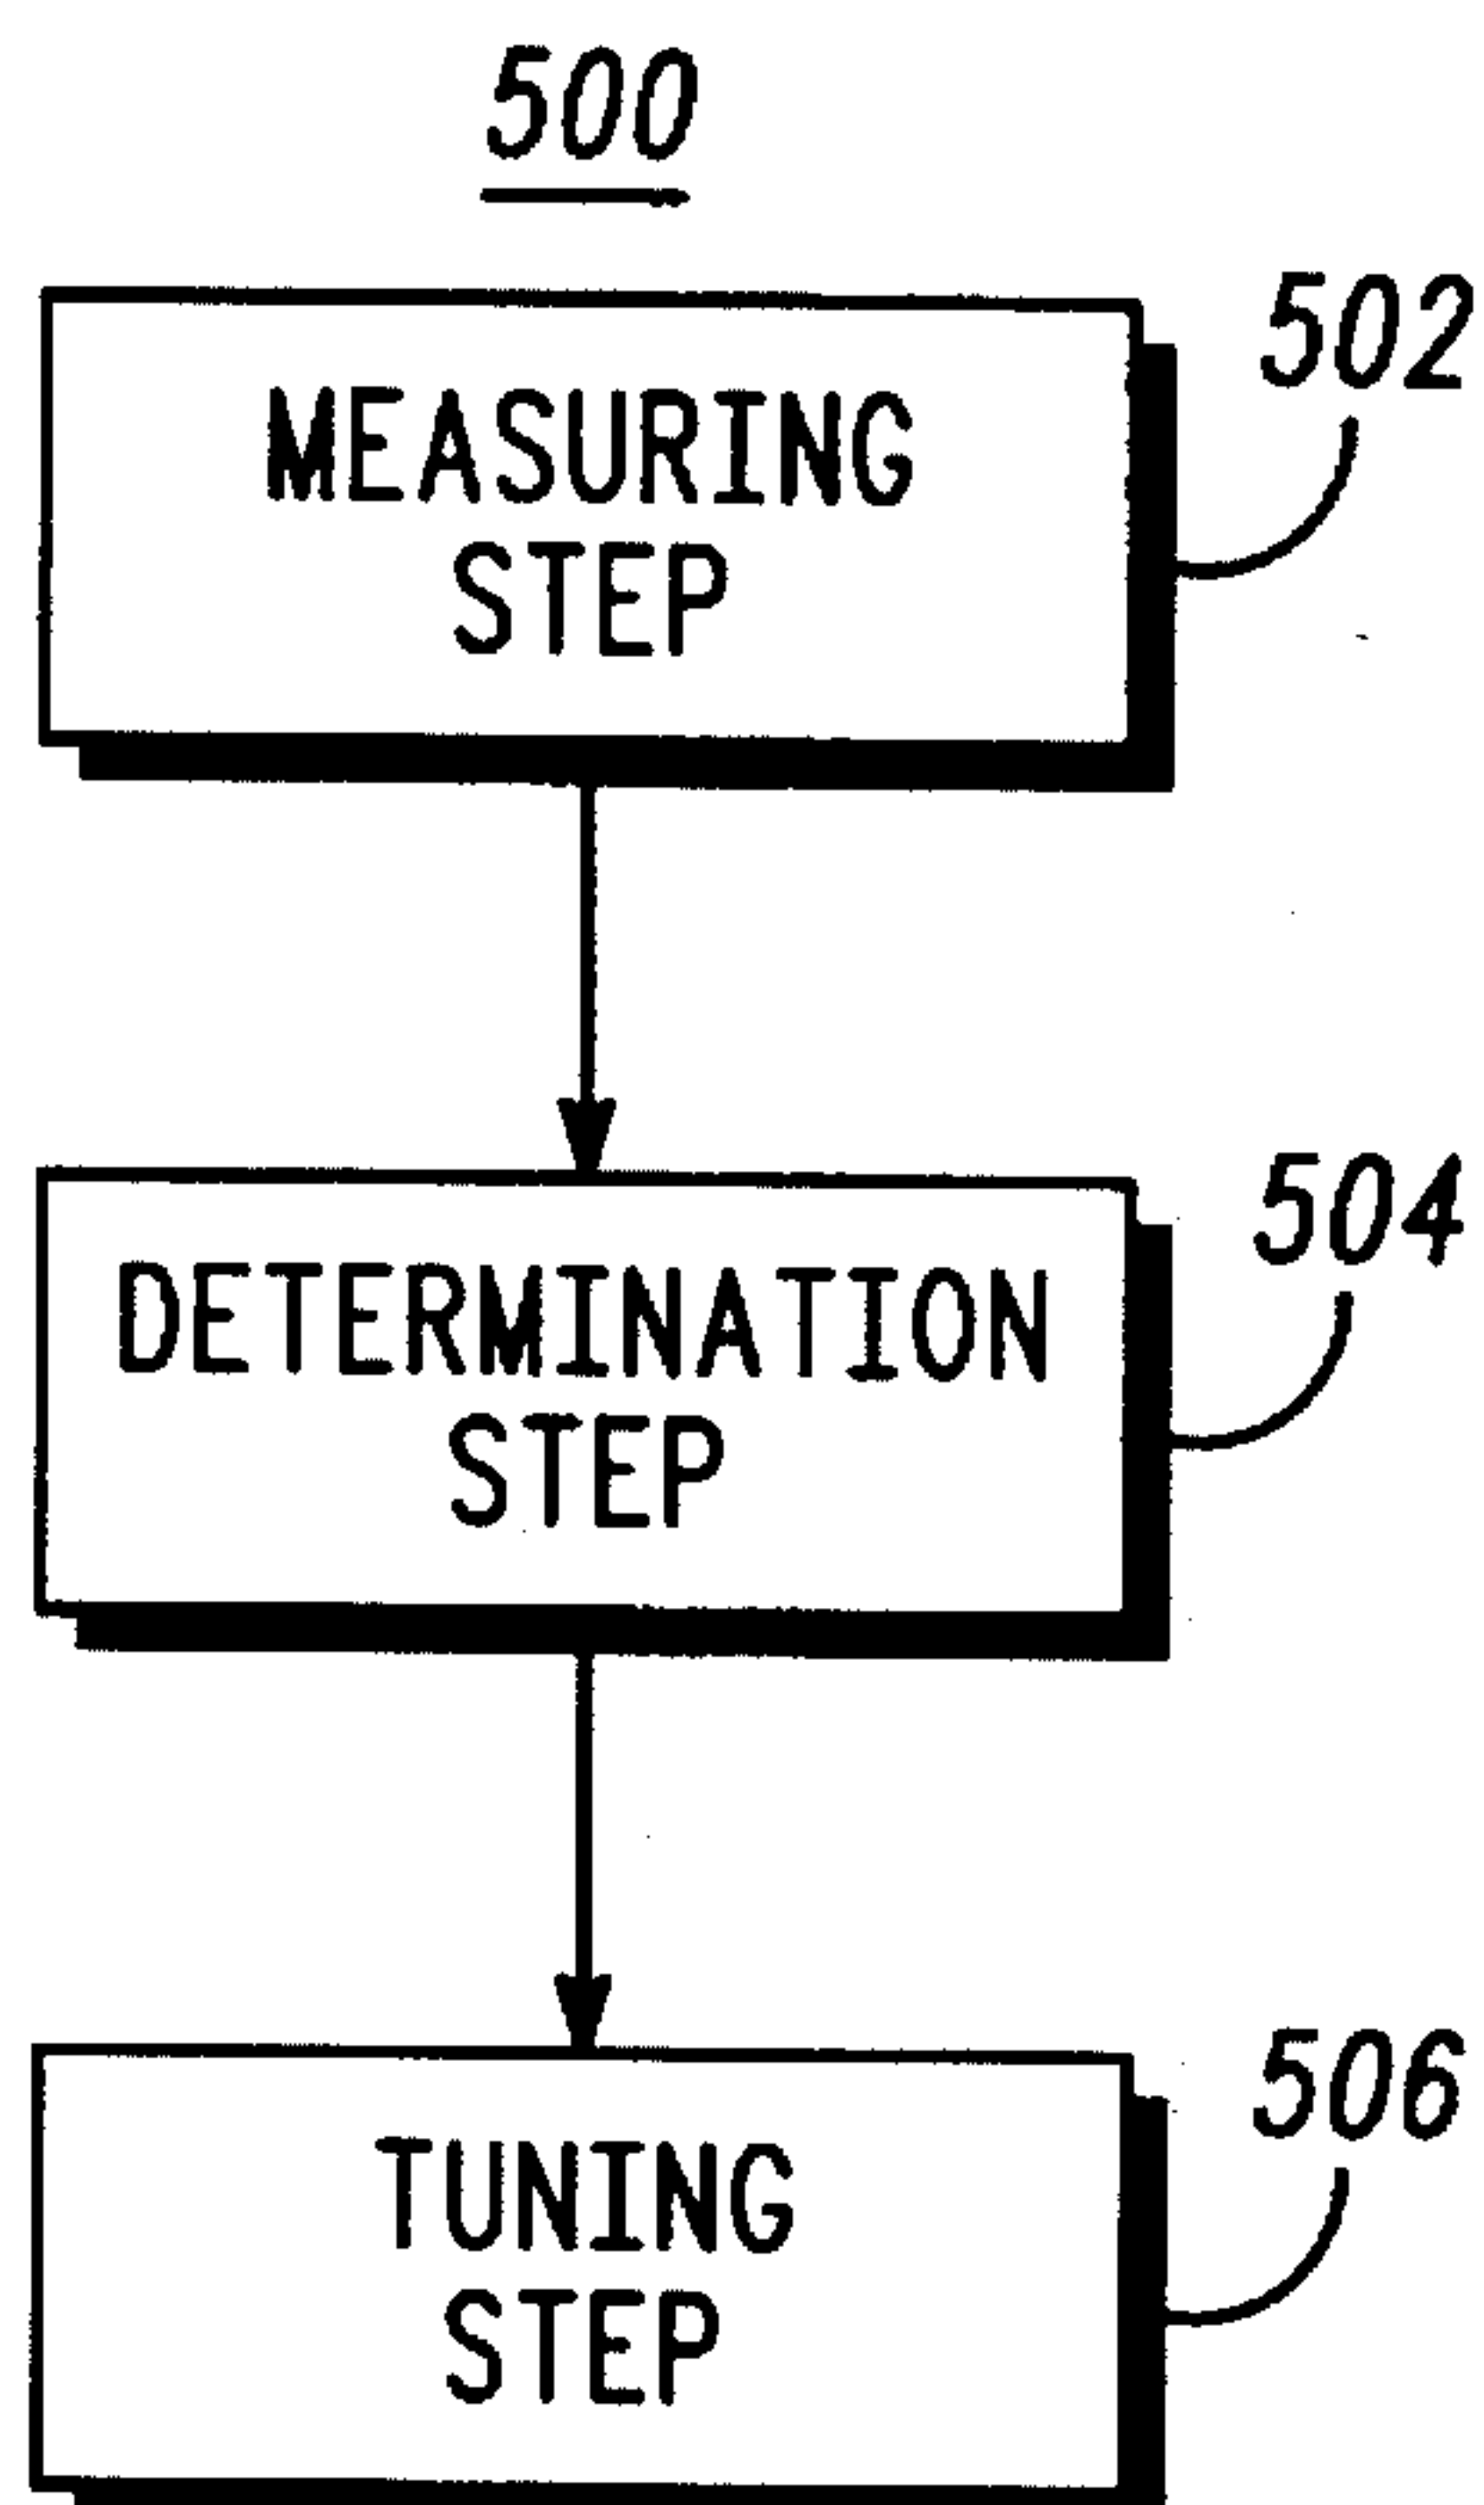 500
502
MEASURING
STEP
504
DETERMINATION
STEP
506
TUNING
STEP